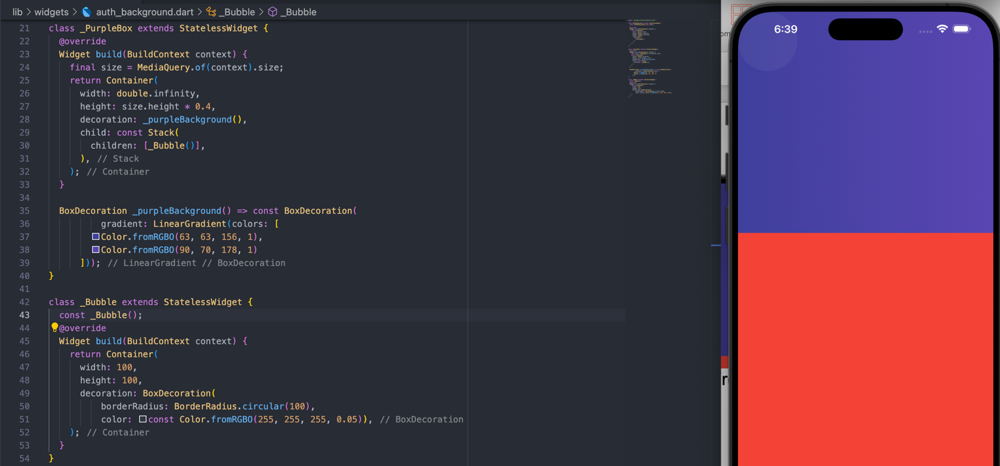 lib > widgets > auth_background.dart > _Bubble > _Bubble
21 class _PurpleBox extends StatelessWidget {
22 @override
23 Widget build(BuildContext context) {
24 final size = MediaQuery.of(context).size;
25 return Container(
26 width: double.infinity,
27 height: size.height * 0.4,
28 decoration: _purpleBackground(),
29 child: const Stack(
30 children: [_Bubble()],
31 ), // Stack
32 ); // Container
33 }
34
35 BoxDecoration _purpleBackground() => const BoxDecoration(
36 gradient: LinearGradient(colors: [
37 Color.fromRGBO(63, 63, 156, 1),
38 Color.fromRGBO(90, 70, 178, 1)
39 ])); // LinearGradient // BoxDecoration
40 }
41
42 class _Bubble extends StatelessWidget {
43 const _Bubble();
44 @override
45 Widget build(BuildContext context) {
46 return Container(
47 width: 100,
48 height: 100,
49 decoration: BoxDecoration(
50 borderRadius: BorderRadius.circular(100),
51 color: const Color.fromRGBO(255, 255, 255, 0.05)), // BoxDecoration
52 ); // Container
53 }
54 }
6:39